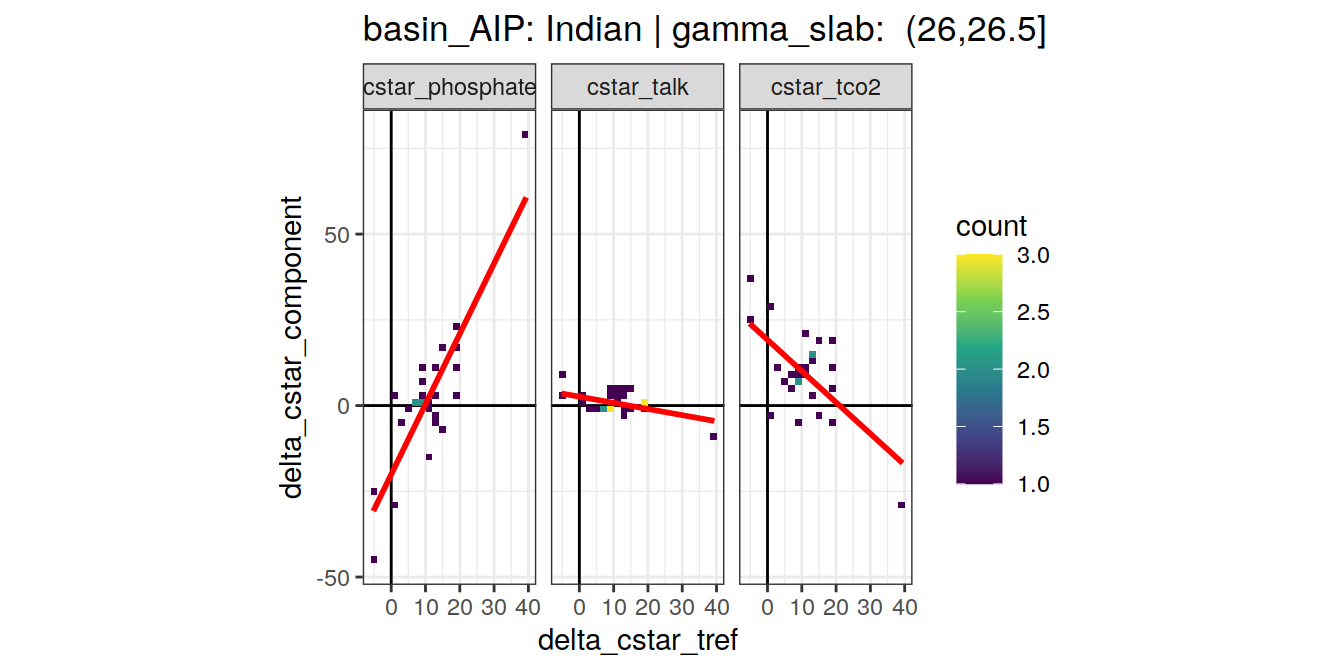 basin_AIP: Indian | gamma_slab:  (26,26.5]
cstar_phosphate
cstar_talk
cstar_tco2
delta_cstar_component
50
0
-50
0 10 20 30 40
0 10 20 30 40
0 10 20 30 40
delta_cstar_tref
count
3.0
2.5
2.0
1.5
1.0